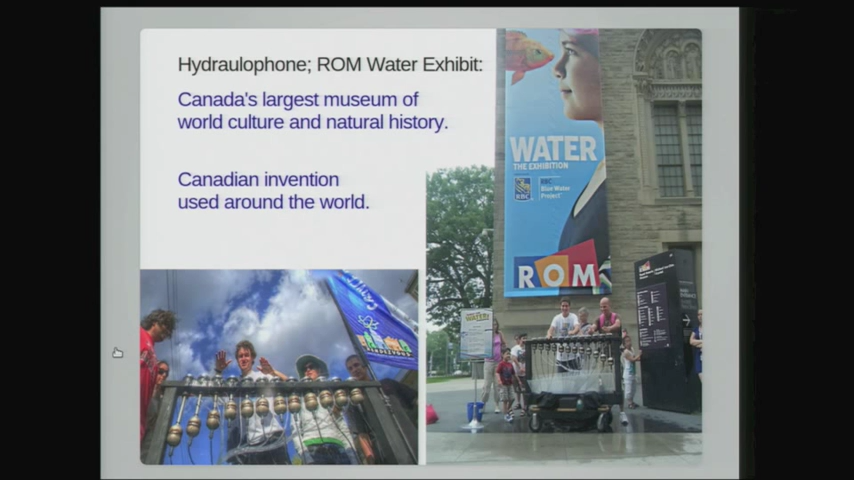 Hydraulophone; ROM Water Exhibit:
Canada's largest museum of
world culture and natural history.
Canadian invention
used around the world.
WATER
THE EXHIBITION
RBC
Blue Water
Project
ROM
WATER